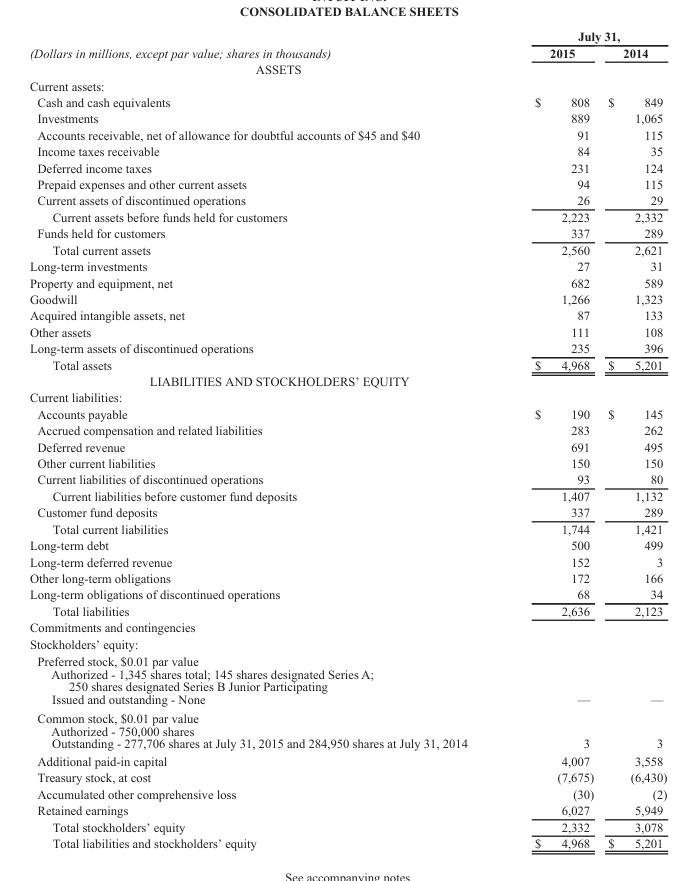 CONSOLIDATED BALANCE SHEETS
July 31,
(Dollars in millions, except par value; shares in thousands) 2015 2014
ASSETS
Current assets:
Cash and cash equivalents $ 808 $ 849
Investments 889 1,065
Accounts receivable, net of allowance for doubtful accounts of $45 and $40 91 115
Income taxes receivable 84 35
Deferred income taxes 231 124
Prepaid expenses and other current assets 94 115
Current assets of discontinued operations 26 29
Current assets before funds held for customers 2,223 2,332
Funds held for customers 337 289
Total current assets 2,560 2,621
Long-term investments 27 31
Property and equipment, net 682 589
Goodwill 1,266 1,323
Acquired intangible assets, net 87 133
Other assets 111 108
Long-term assets of discontinued operations 235 396
Total assets $ 4,968 $ 5,201
LIABILITIES AND STOCKHOLDERS' EQUITY
Current liabilities:
Accounts payable $ 190 $ 145
Accrued compensation and related liabilities 283 262
Deferred revenue 691 495
Other current liabilities 150 150
Current liabilities of discontinued operations 93 80
Current liabilities before customer fund deposits 1,407 1,132
Customer fund deposits 337 289
Total current liabilities 1,744 1,421
Long-term debt 500 499
Long-term deferred revenue 152 3
Other long-term obligations 172 166
Long-term obligations of discontinued operations 68 34
Total liabilities 2,636 2,123
Commitments and contingencies
Stockholders' equity:
Preferred stock, $0.01 par value
Authorized - 1,345 shares total; 145 shares designated Series A;
250 shares designated Series B Junior Participating
Issued and outstanding - None — —
Common stock, $0.01 par value
Authorized - 750,000 shares
Outstanding - 277,706 shares at July 31, 2015 and 284,950 shares at July 31, 2014 3 3
Additional paid-in capital 4,007 3,558
Treasury stock, at cost (7,675) (6,430)
Accumulated other comprehensive loss (30) (2)
Retained earnings 6,027 5,949
Total stockholders' equity 2,332 3,078
Total liabilities and stockholders' equity $ 4,968 $ 5,201
See accompanying notes